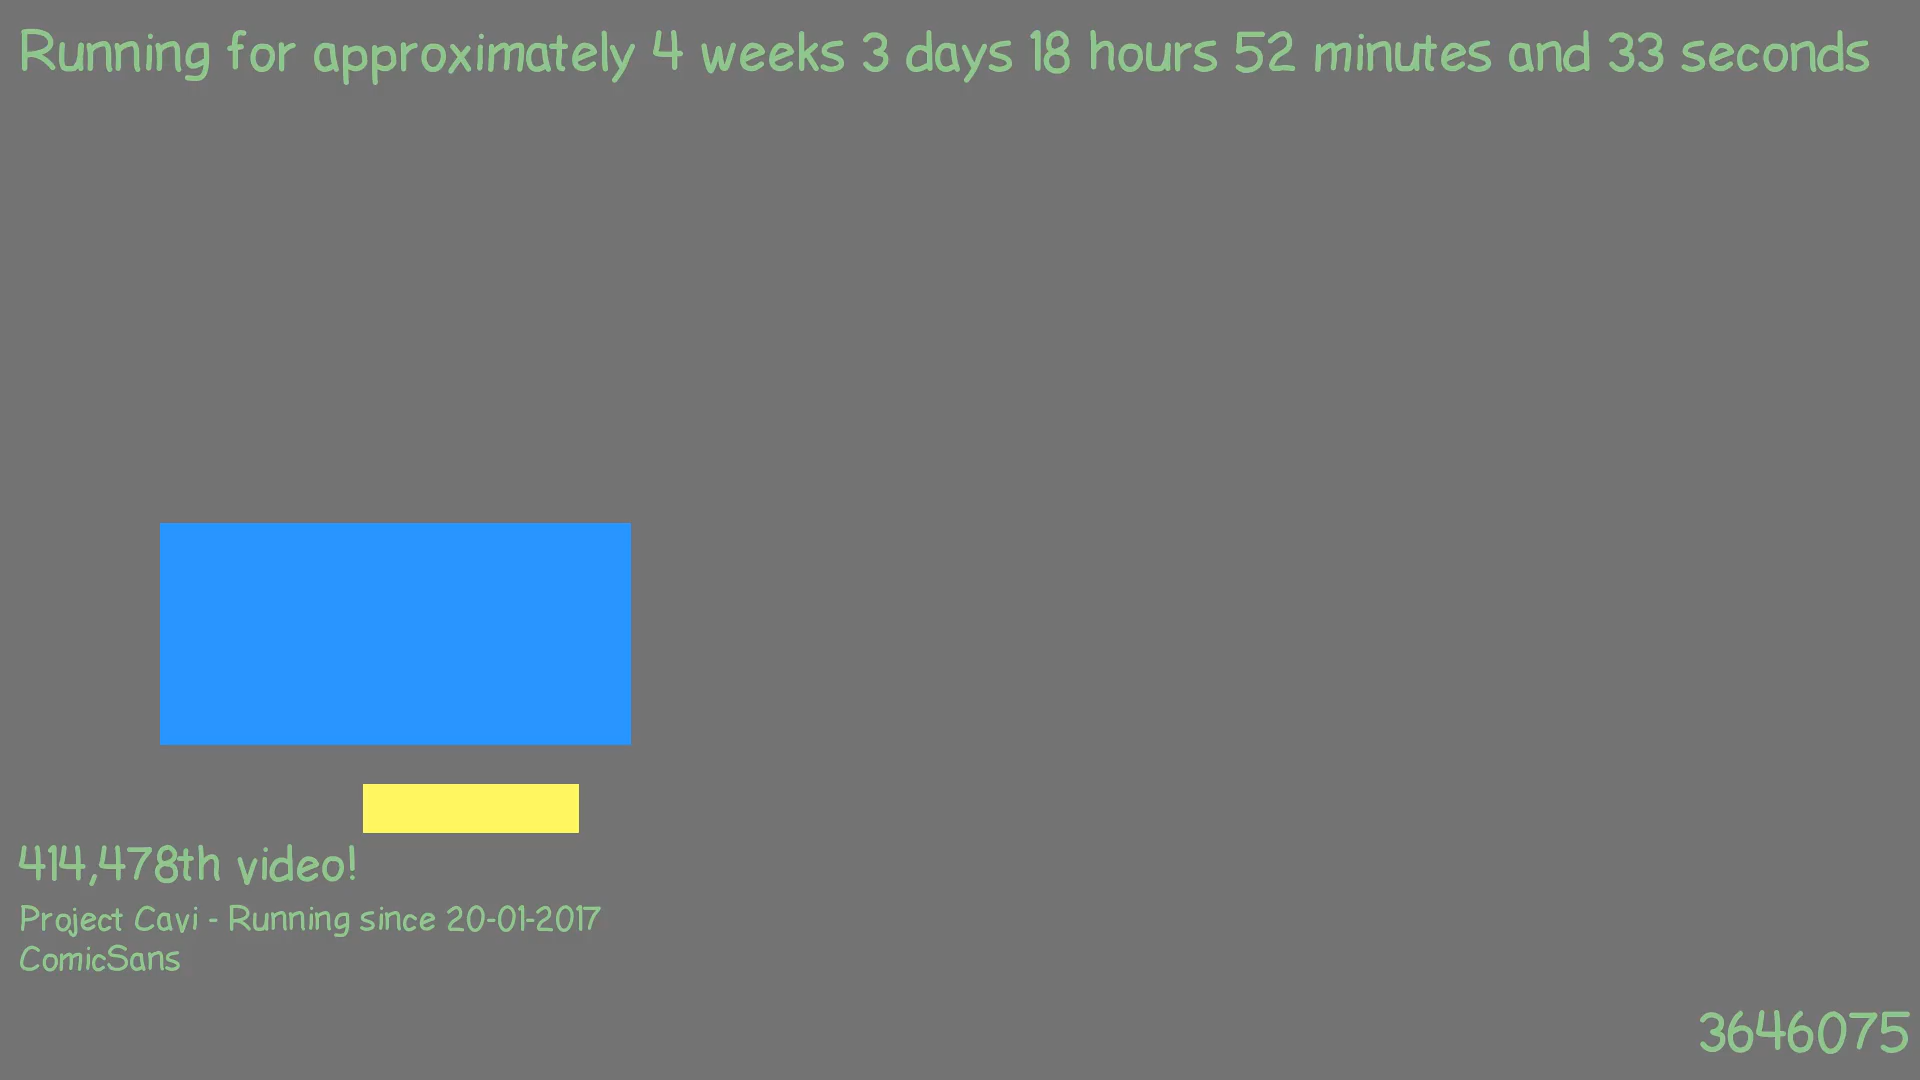 Running for approximately 4 weeks 3 days 18 hours 52 minutes and 33 seconds
414,478th video!
Project Cavi - Running since 20-01-2017
ComicSans
3646075